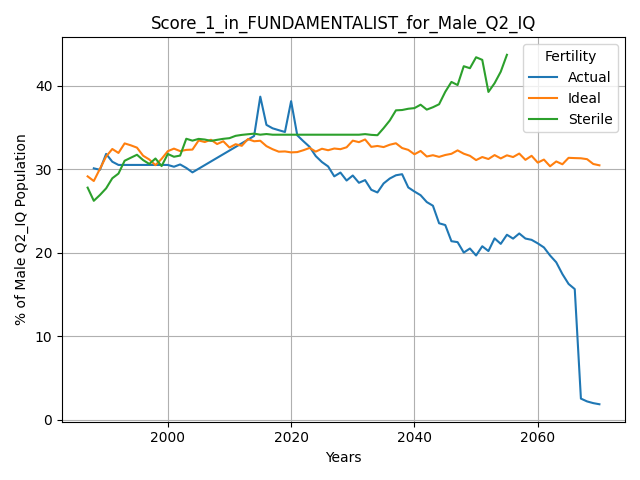 Score_1_in_FUNDAMENTALIST_for_Male_Q2_IQ
% of Male Q2_IQ Population
40
30
20
10
0
2000
2020
2040
2060
Years
Fertility
Actual
Ideal
Sterile